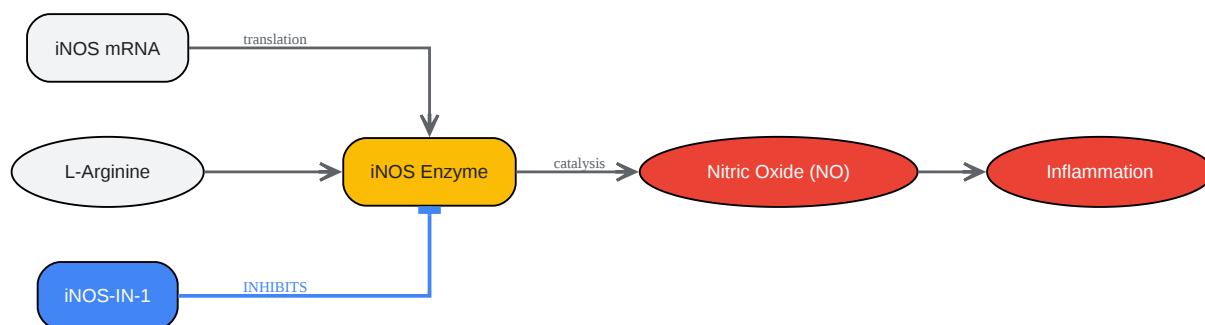 iNOS mRNA
translation
L-Arginine
iNOS Enzyme
catalysis
Nitric Oxide (NO)
Inflammation
iNOS-IN-1
INHIBITS